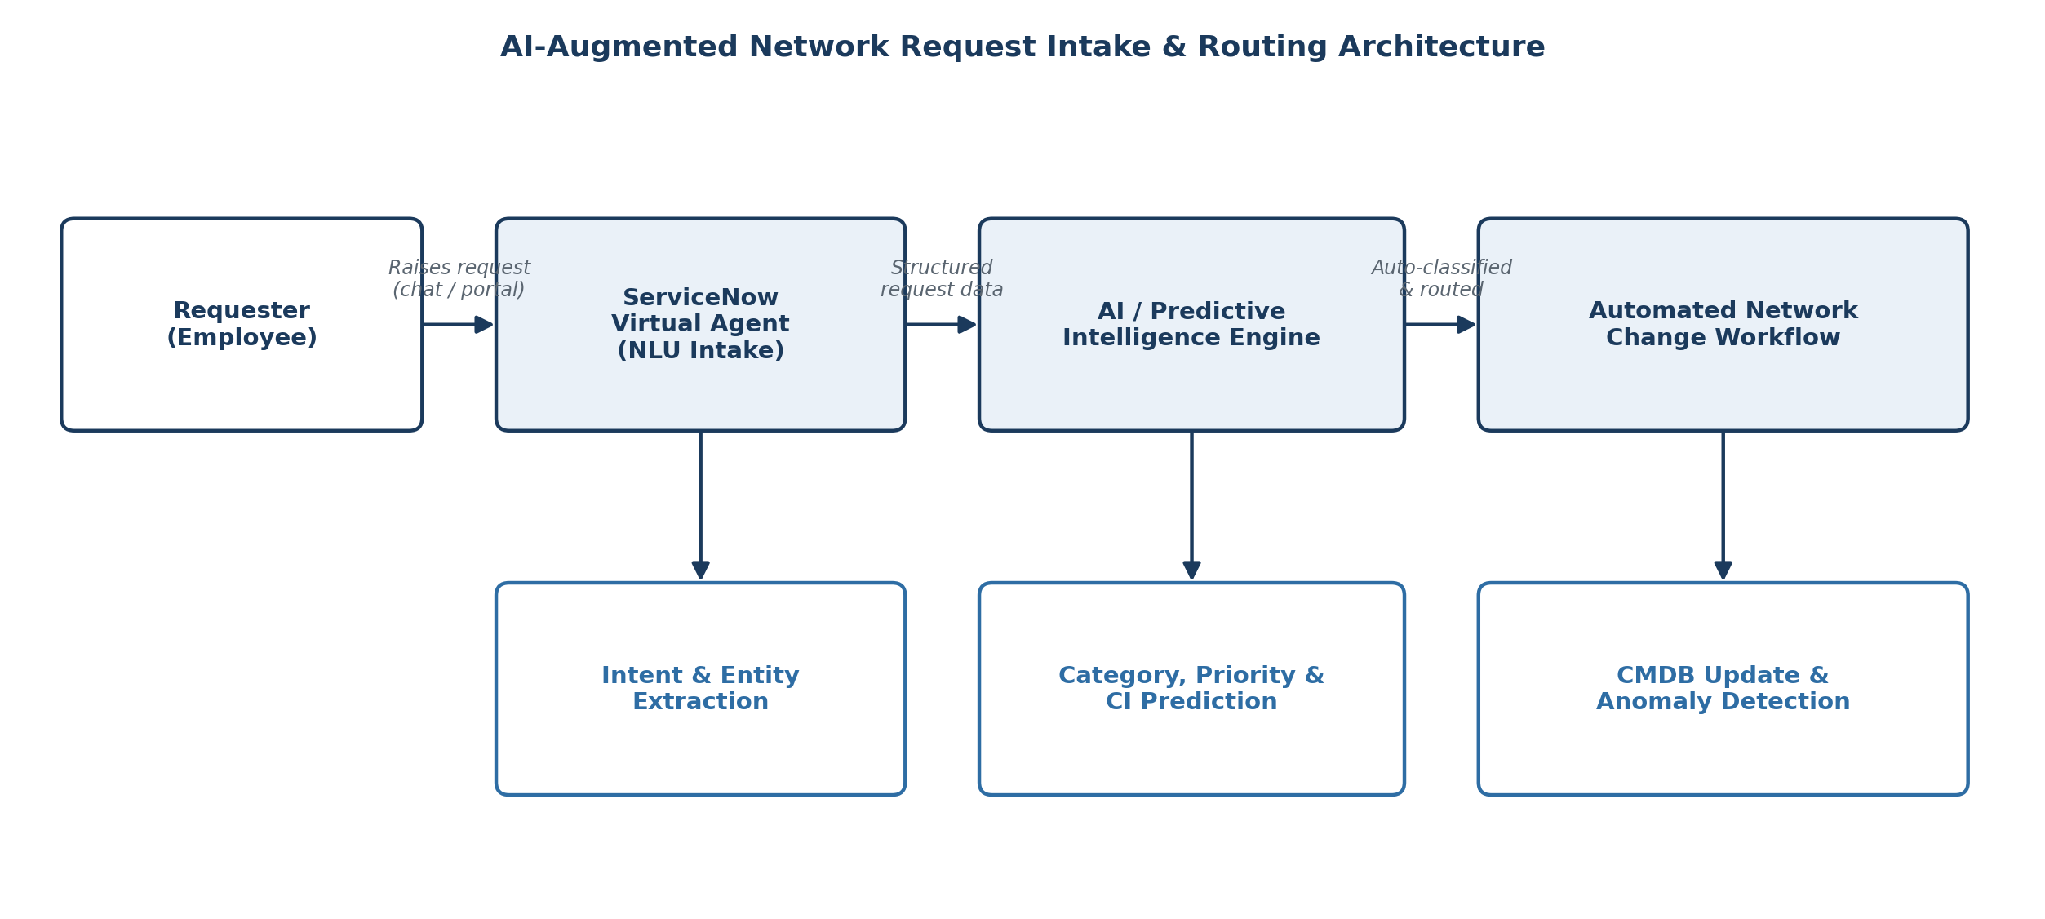 AI-Augmented Network Request Intake & Routing Architecture
Requester
(Employee)
Raises request
(chat / portal)
ServiceNow
Virtual Agent
(NLU Intake)
Structured
request data
AI / Predictive
Intelligence Engine
Auto-classified
& routed
Automated Network
Change Workflow
Intent & Entity
Extraction
Category, Priority &
CI Prediction
CMDB Update &
Anomaly Detection